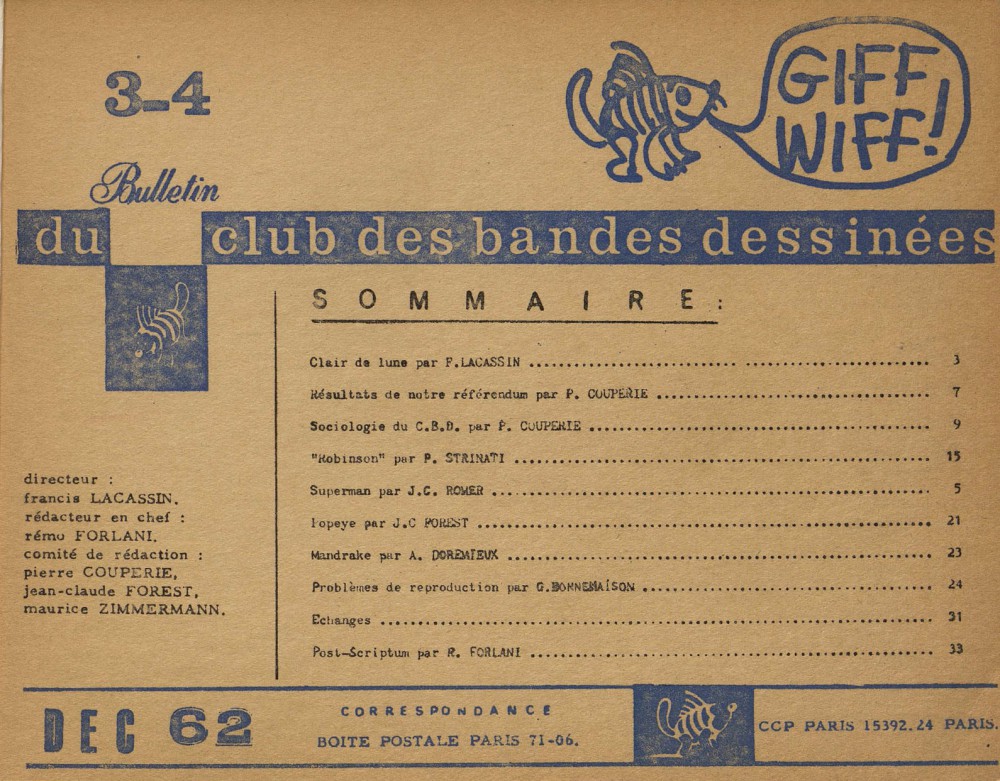 3-4
GIFF
WIFF!
Bulletin
du club des bandes dessinées
SOMMAIRE:
Clair de lune par F.LACASSIN ........................................ 3
Résultats de notre référendum par P. COUPERIE ........................................ 7
Sociologie du C.B.D. par P. COUPERIE ........................................ 9
"Robinson" par P. STRINATI ........................................ 15
Superman par J.C. ROMER ........................................ 5
Popeye par J.C FOREST ........................................ 21
Mandrake par A. DOREMIEUX ........................................ 23
Problèmes de reproduction par G.BONNEMAISON ........................................ 24
Echanges ........................................ 31
Post-Scriptum par R. FORLANI ........................................ 33
directeur :
francis LACASSIN.
rédacteur en chef :
rémo FORLANI.
comité de rédaction :
pierre COUPERIE,
jean-claude FOREST,
maurice ZIMMERMANN.
DEC 62
CORRESPONDANCE
BOITE POSTALE PARIS 71-06.
CCP PARIS 15392.24 PARIS.